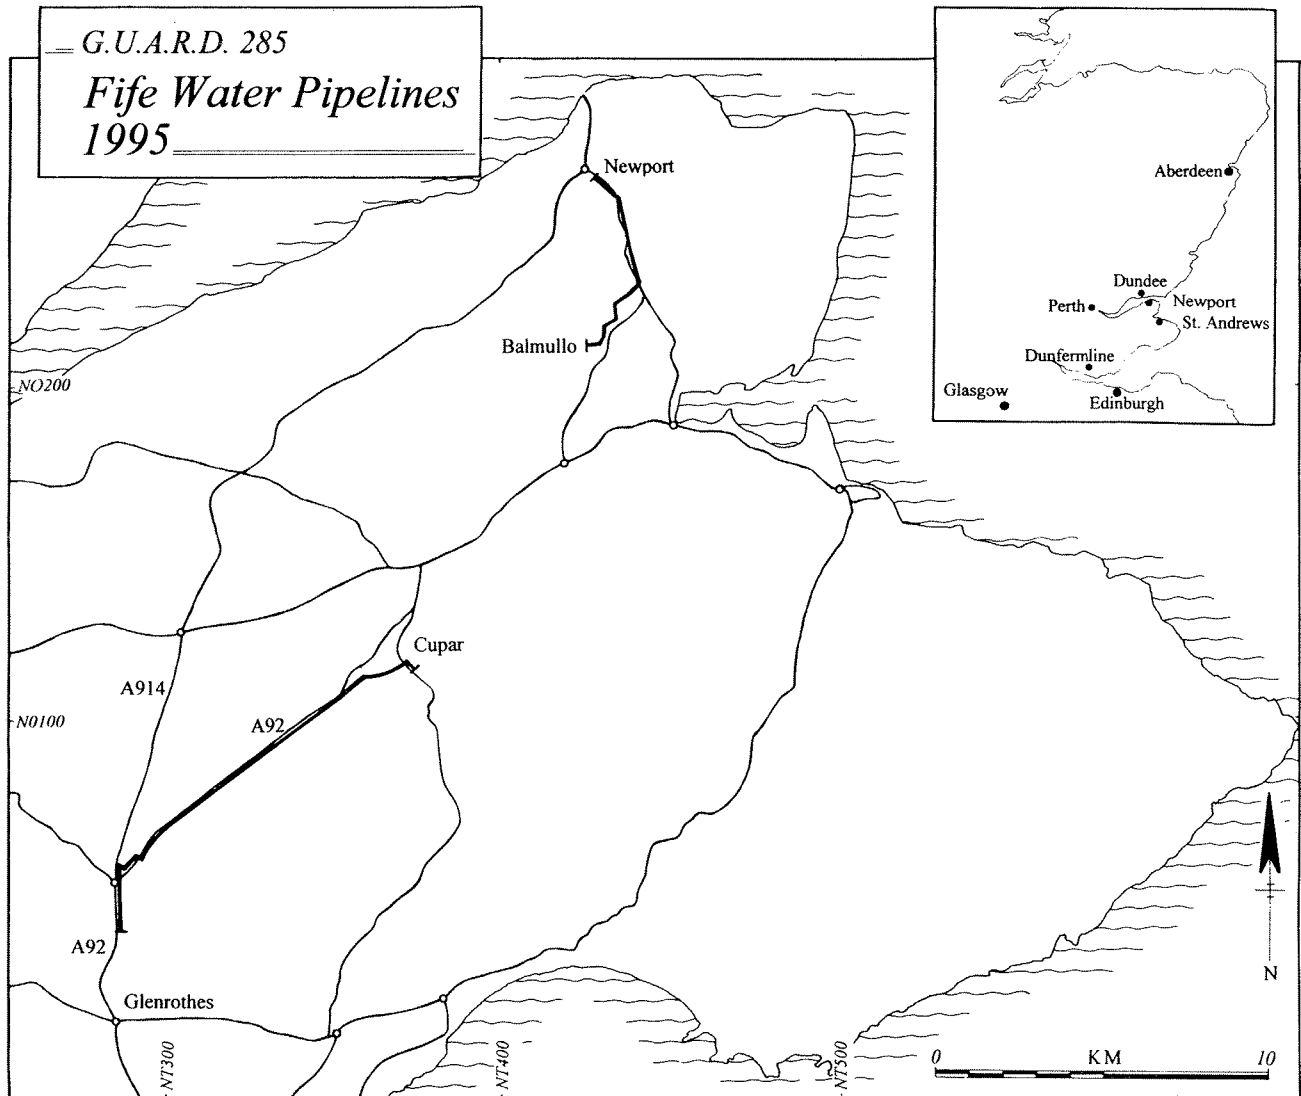 G.U.A.R.D. 285
Fife Water Pipelines
1995
Aberdeen
Dundee
Perth
Newport
St. Andrews
Dunfermline
Glasgow
Edinburgh
Newport
Balmullo
NO200
Cupar
A914
A92
N0100
A92
Glenrothes
NT300
NT400
NT500
N
0 KM 10